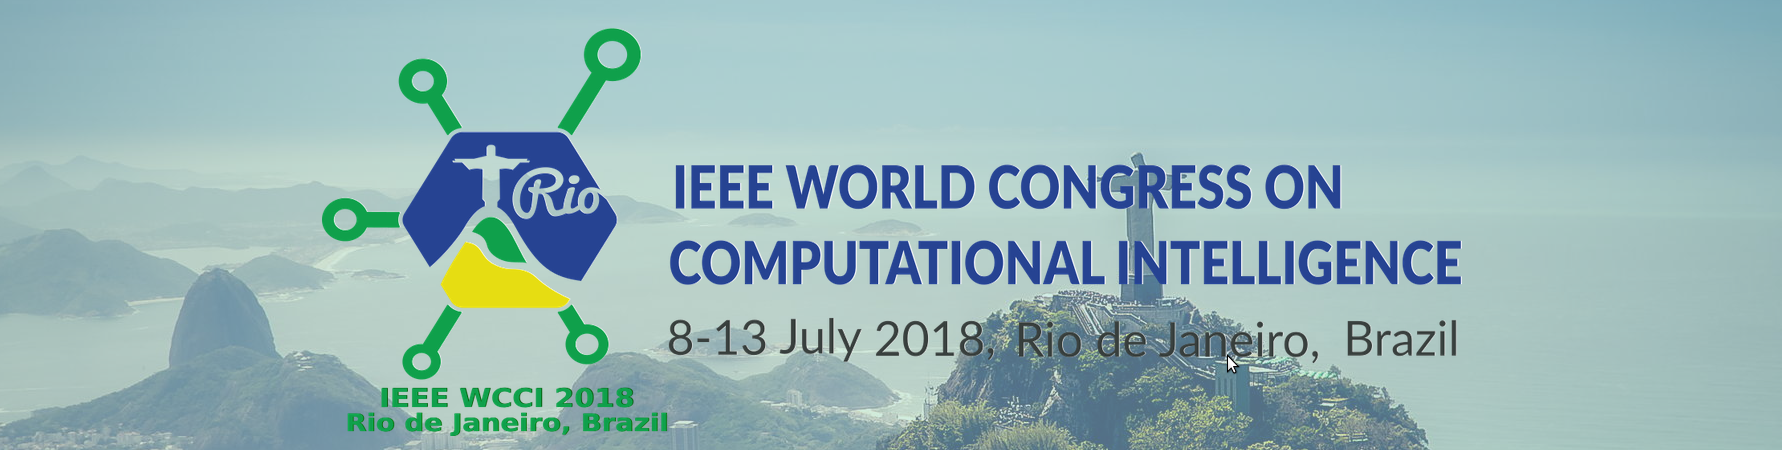 Rio
IEEE WORLD CONGRESS ON
COMPUTATIONAL INTELLIGENCE
8-13 July 2018, Rio de Janeiro, Brazil
IEEE WCCI 2018
Rio de Janeiro, Brazil